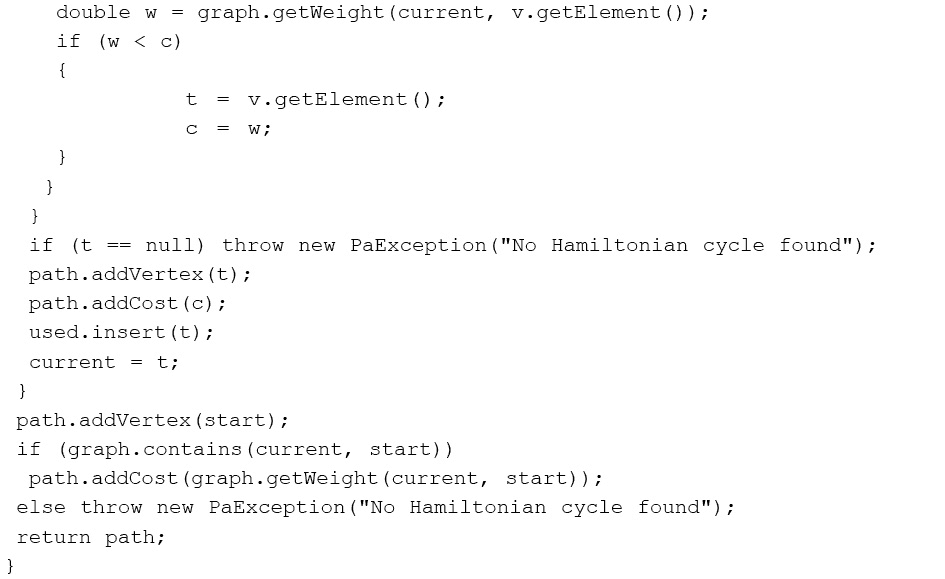 double w = graph.getWeight(current, v.getElement());
if (w < c)
{
t = v.getElement();
c = w;
}
}
}
if (t == null) throw new PaException("No Hamiltonian cycle found");
path.addVertex(t);
path.addCost(c);
used.insert(t);
current = t;
}
path.addVertex(start);
if (graph.contains(current, start))
path.addCost(graph.getWeight(current, start));
else throw new PaException("No Hamiltonian cycle found");
return path;
}